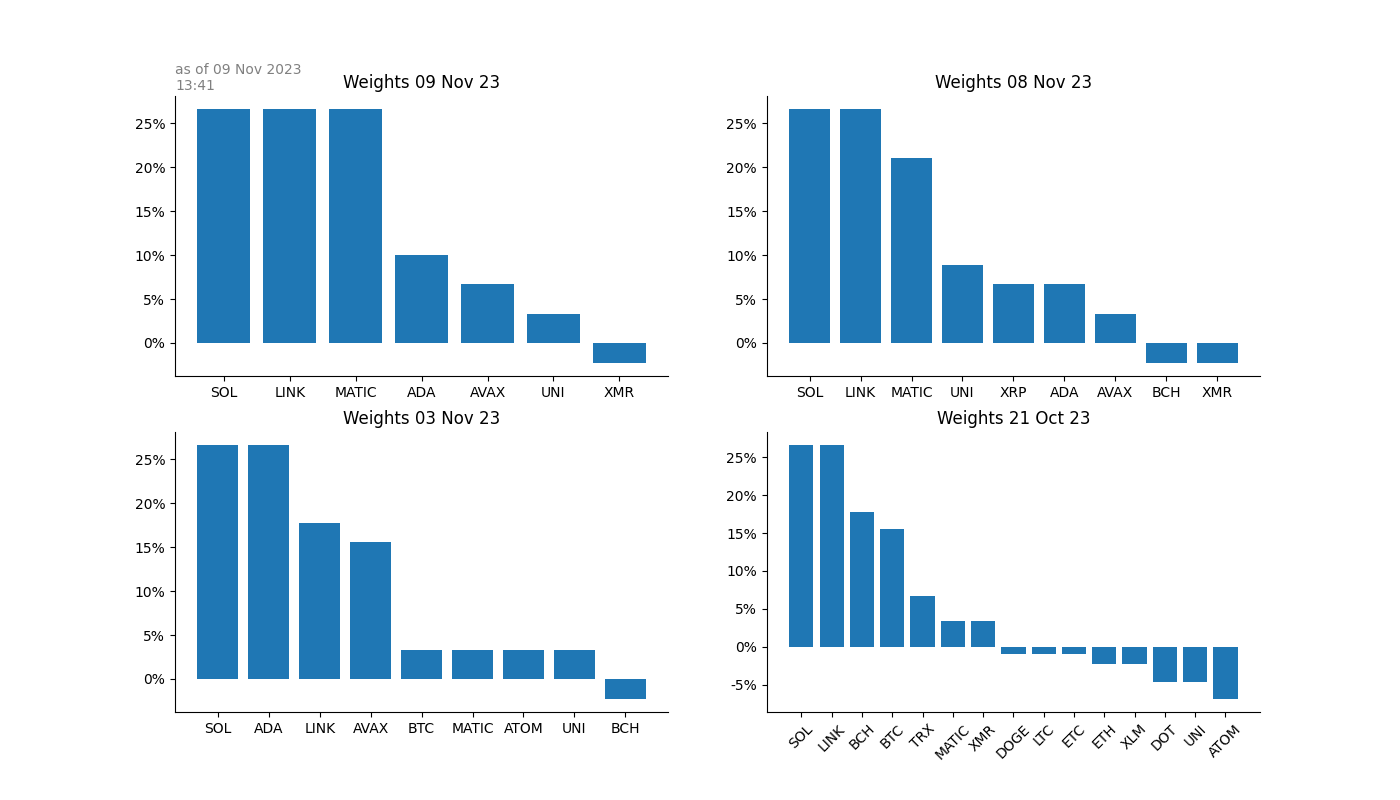 as of 09 Nov 2023
13:41
Weights 09 Nov 23
25%
20%
15%
10%
5%
0%
SOL LINK MATIC ADA AVAX UNI XMR
Weights 08 Nov 23
25%
20%
15%
10%
5%
0%
SOL LINK MATIC UNI XRP ADA AVAX BCH XMR
Weights 03 Nov 23
25%
20%
15%
10%
5%
0%
SOL ADA LINK AVAX BTC MATIC ATOM UNI BCH
Weights 21 Oct 23
25%
20%
15%
10%
5%
0%
-5%
SOL LINK BCH BTC TRX MATIC XMR DOGE LTC ETC ETH XLM DOT UNI ATOM